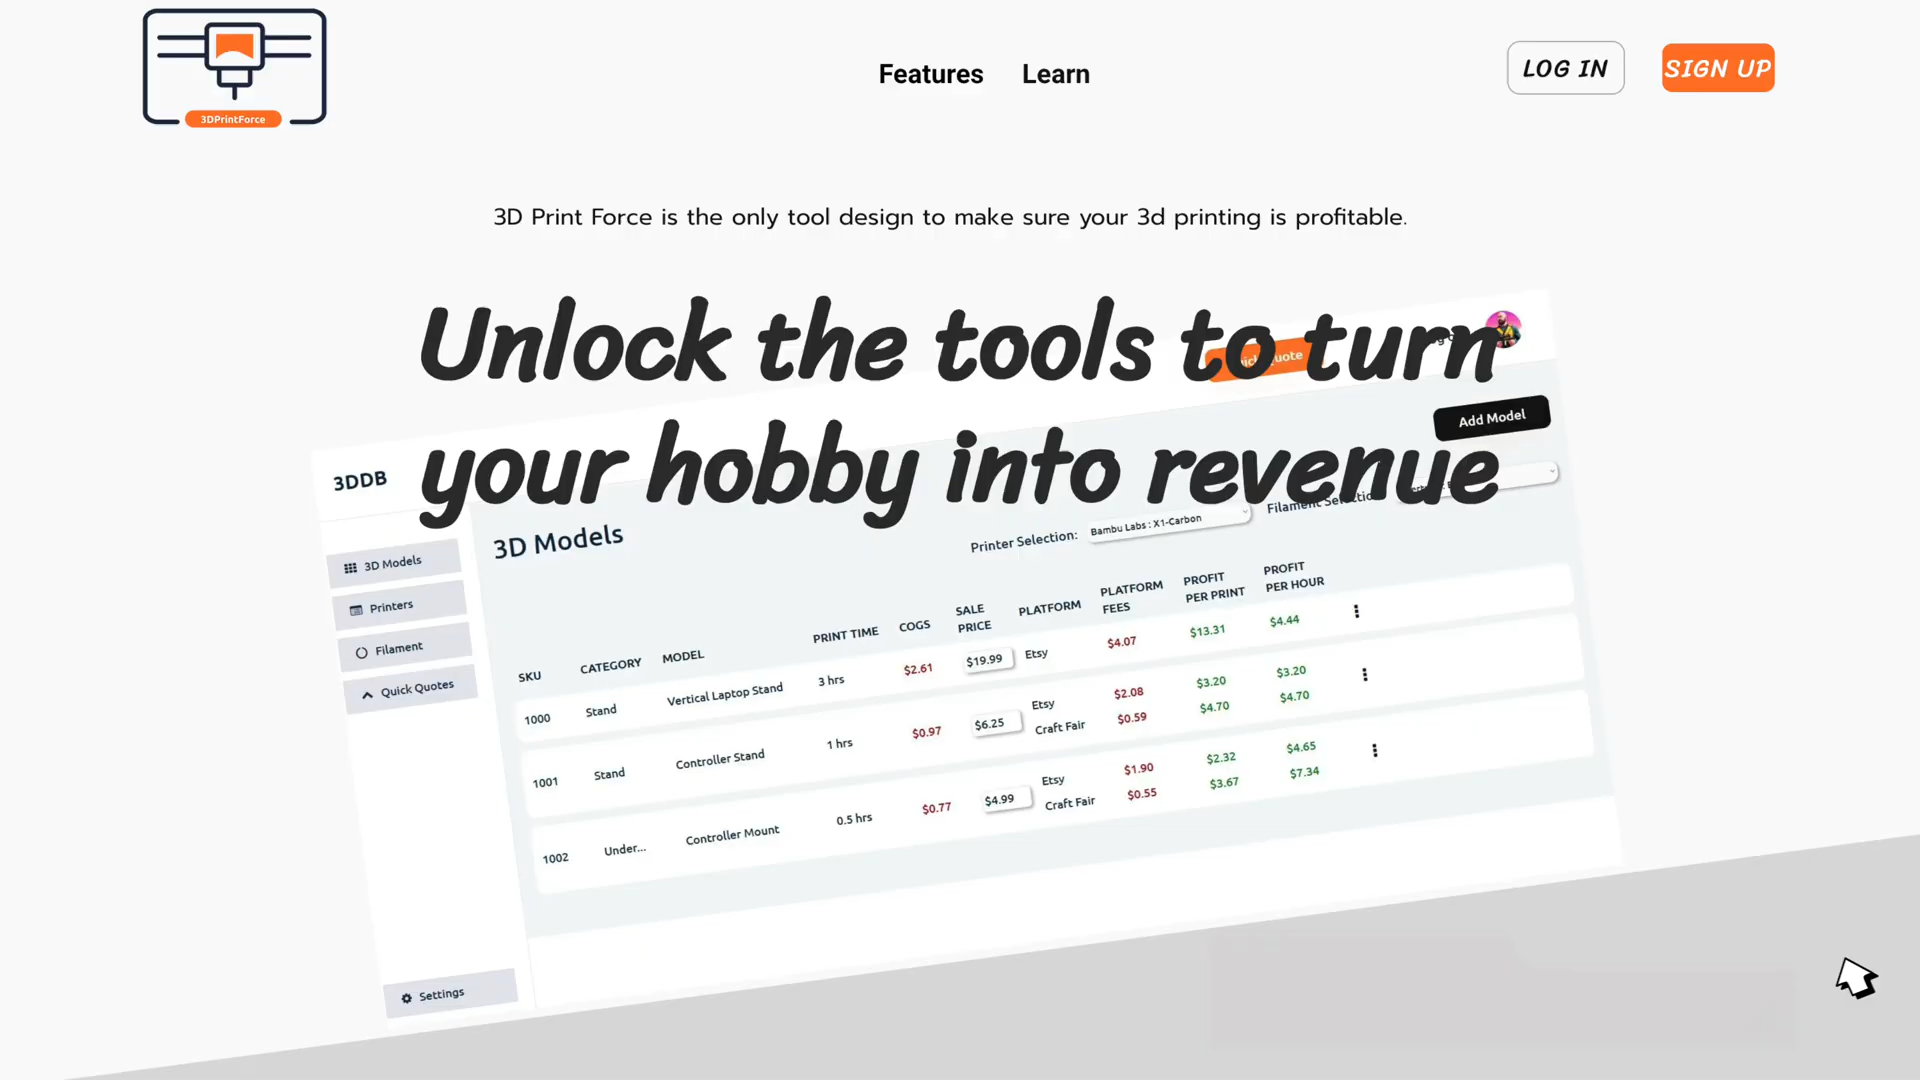 3DPrintForce
Features Learn
LOG IN
SIGN UP
3D Print Force is the only tool design to make sure your 3d printing is profitable.
Unlock the tools to turn
your hobby into revenue
3DDB
Add Model
3D Models
Printers
Filament
Quick Quotes
Settings
3D Models
Printer Selection: Bambu Labs : X1-Carbon
Filament
SKU CATEGORY MODEL PRINT TIME COGS SALE PRICE PLATFORM PLATFORM FEES PROFIT PER PRINT PROFIT PER HOUR
1000 Stand Vertical Laptop Stand 3 hrs $2.61 $19.99 Etsy $4.07 $13.31 $4.44
1001 Stand Controller Stand 1 hrs $0.97 $6.25 Etsy $2.08 $3.20 $3.20
Craft Fair $0.59 $4.70 $4.70
1002 Under... Controller Mount 0.5 hrs $0.77 $4.99 Etsy $1.90 $2.32 $4.65
Craft Fair $0.55 $3.67 $7.34